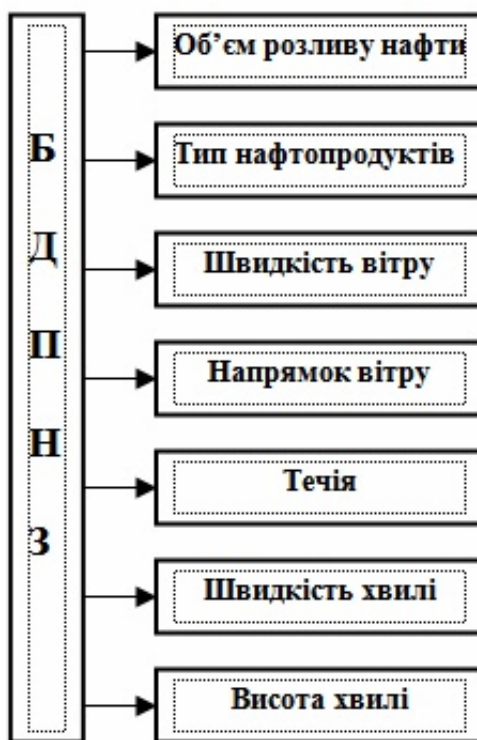 Б
Д
П
Н
З
Об’єм розливу нафти
Тип нафтопродуктів
Швидкість вітру
Напрямок вітру
Течія
Швидкість хвилі
Висота хвилі